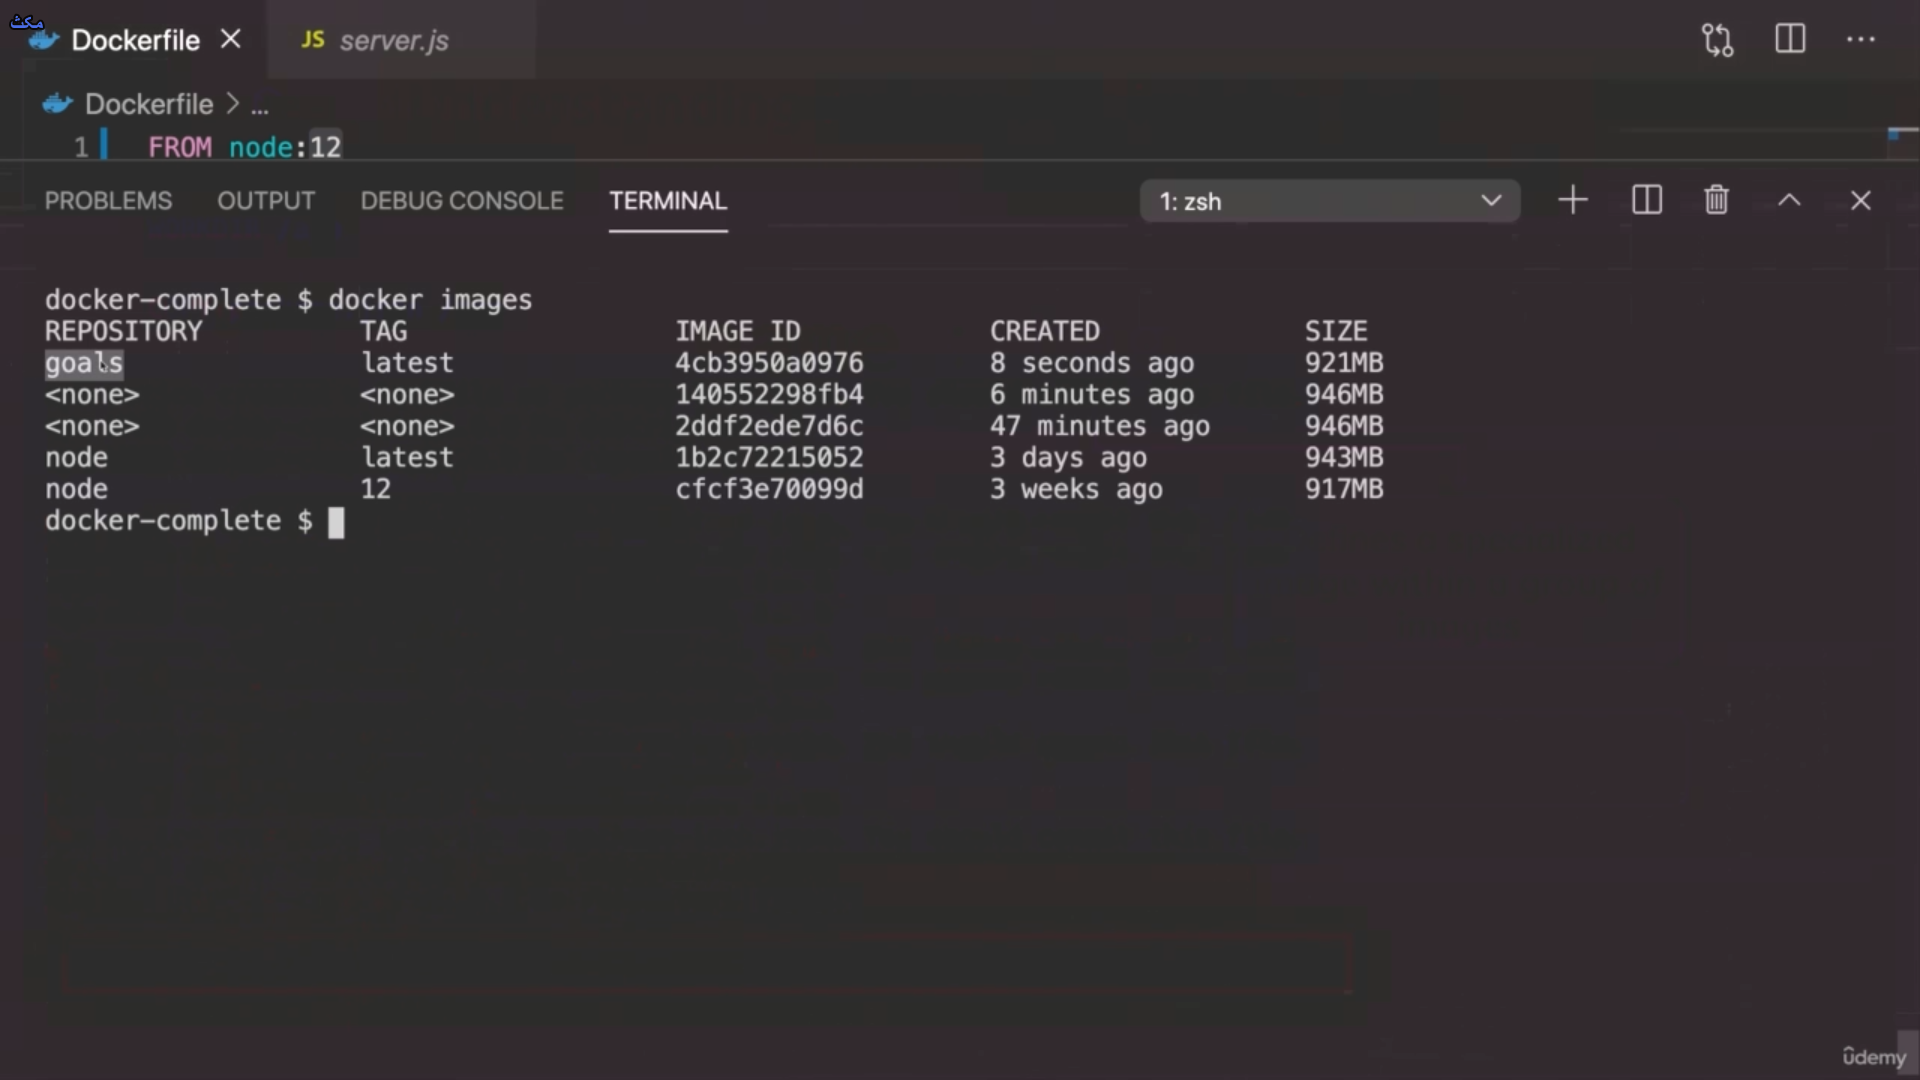 مكث
Dockerfile
JS server.js
Dockerfile > ...
1 FROM node:12
PROBLEMS OUTPUT DEBUG CONSOLE TERMINAL 1: zsh
docker-complete $ docker images
REPOSITORY TAG IMAGE ID CREATED SIZE
goals latest 4cb3950a0976 8 seconds ago 921MB
<none> <none> 140552298fb4 6 minutes ago 946MB
<none> <none> 2ddf2ede7d6c 47 minutes ago 946MB
node latest 1b2c72215052 3 days ago 943MB
node 12 cfcf3e70099d 3 weeks ago 917MB
docker-complete $
ûdemy